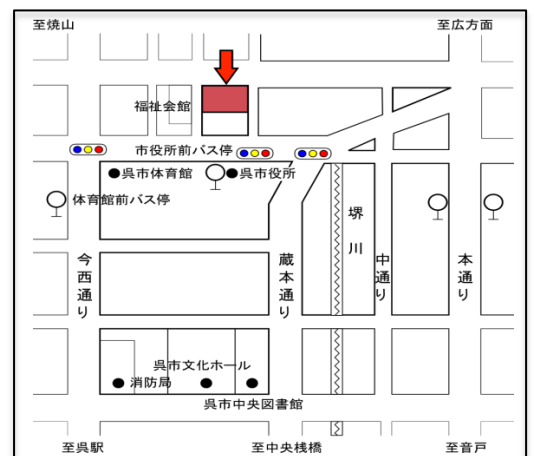 至焼山
至広方面
福祉会館
市役所前バス停
●呉市体育館
●呉市役所
体育館前バス停
堺川
今西通り
蔵本通り
中通り
本通り
呉市文化ホール
●消防局
呉市中央図書館
至呉駅
至中央桟橋
至音戸